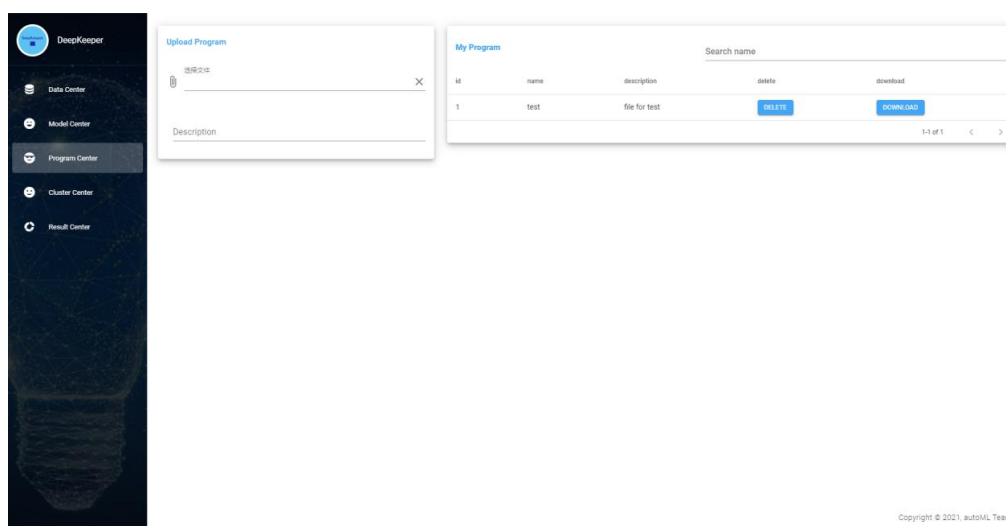 DeepKeeper
Data Center
Model Center
Program Center
Cluster Center
Result Center
Upload Program
选择文件
Description
My Program
Search name
id name description delete download
1 test file for test DELETE DOWNLOAD
1-1 of 1
Copyright © 2021, autoML Tea